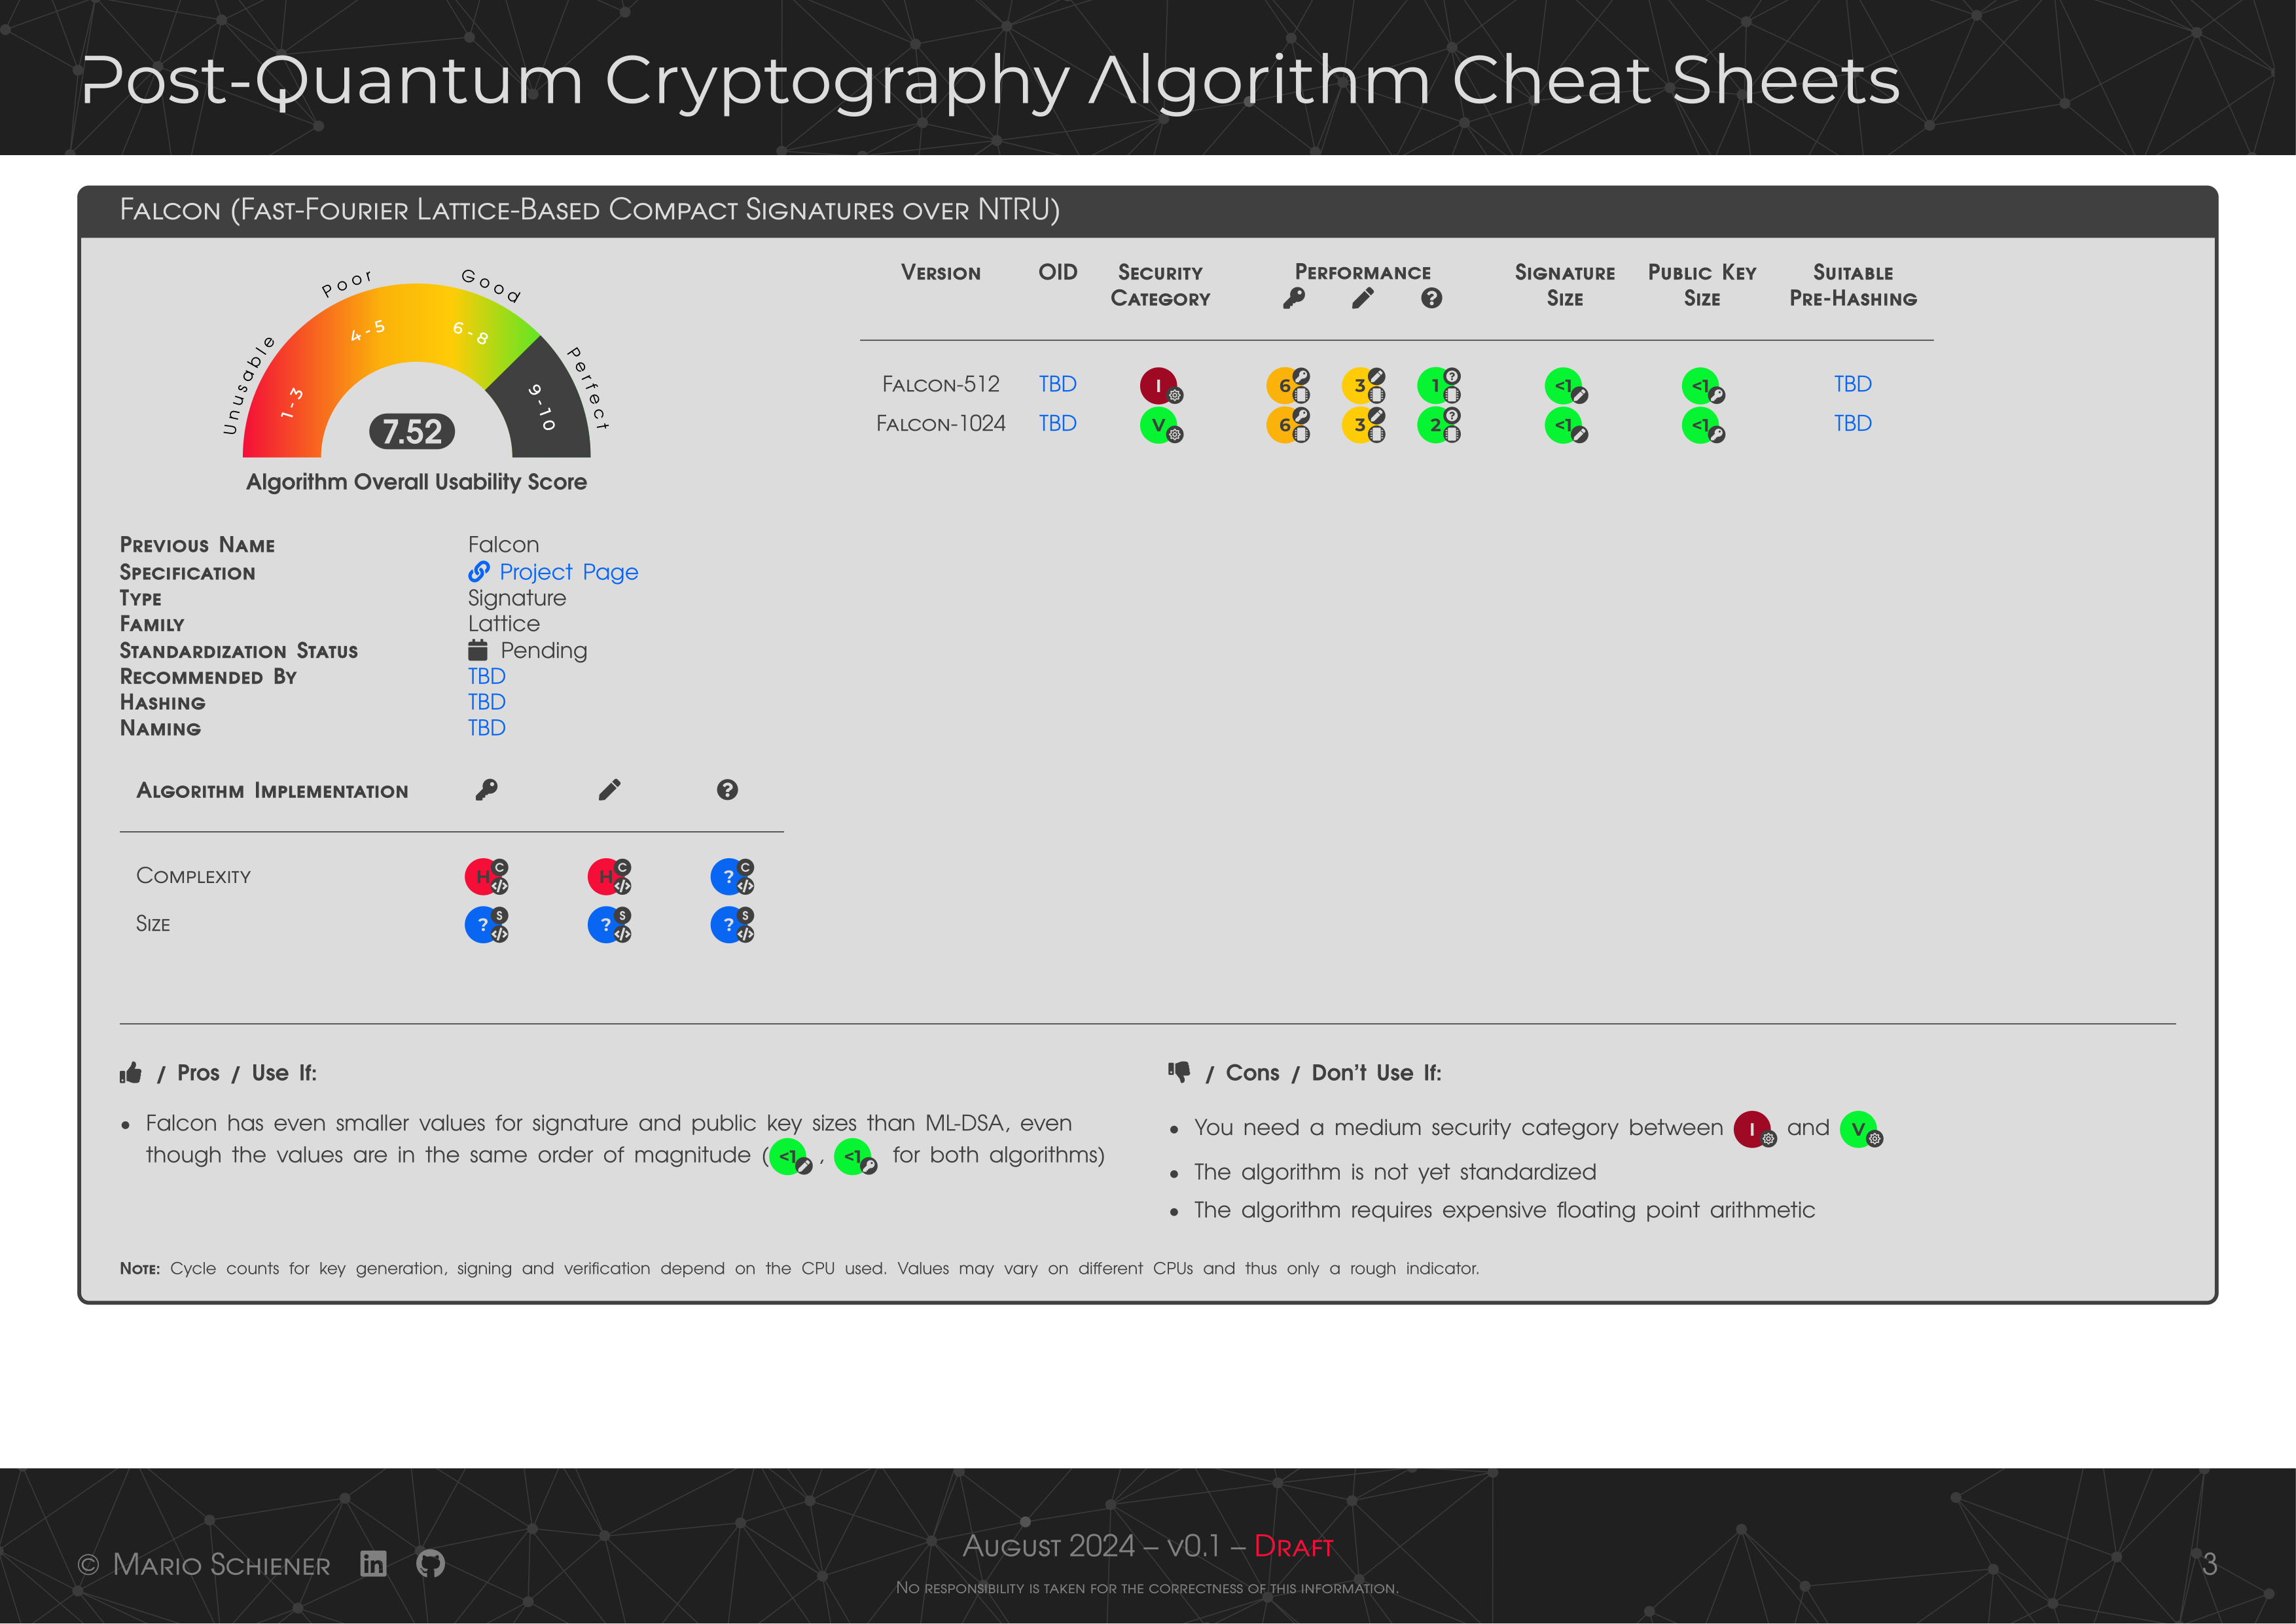 Post-Quantum Cryptography Algorithm Cheat Sheets
Falcon (Fast-Fourier Lattice-Based Compact Signatures over NTRU)
Unusable Poor Good Perfect
1-3 4-5 6-8 9-10
7.52
Algorithm Overall Usability Score
Previous Name Falcon
Specification Project Page
Type Signature
Family Lattice
Standardization Status Pending
Recommended By TBD
Hashing TBD
Naming TBD
Algorithm Implementation ?
Complexity H C </> H C </> ? C </>
Size ? S </> ? S </> ? S </>
Version OID Security Category Performance ? Signature Size Public Key Size Suitable Pre-Hashing
Falcon-512 TBD I 6 3 1 ? <1 <1 TBD
Falcon-1024 TBD V 6 3 2 ? <1 <1 TBD
/ Pros / Use If:
• Falcon has even smaller values for signature and public key sizes than ML-DSA, even
though the values are in the same order of magnitude (<1 , <1 for both algorithms)
/ Cons / Don't Use If:
• You need a medium security category between I and V
• The algorithm is not yet standardized
• The algorithm requires expensive floating point arithmetic
Note: Cycle counts for key generation, signing and verification depend on the CPU used. Values may vary on different CPUs and thus only a rough indicator.
© Mario Schiener in
August 2024 – v0.1 – Draft
No responsibility is taken for the correctness of this information.
3